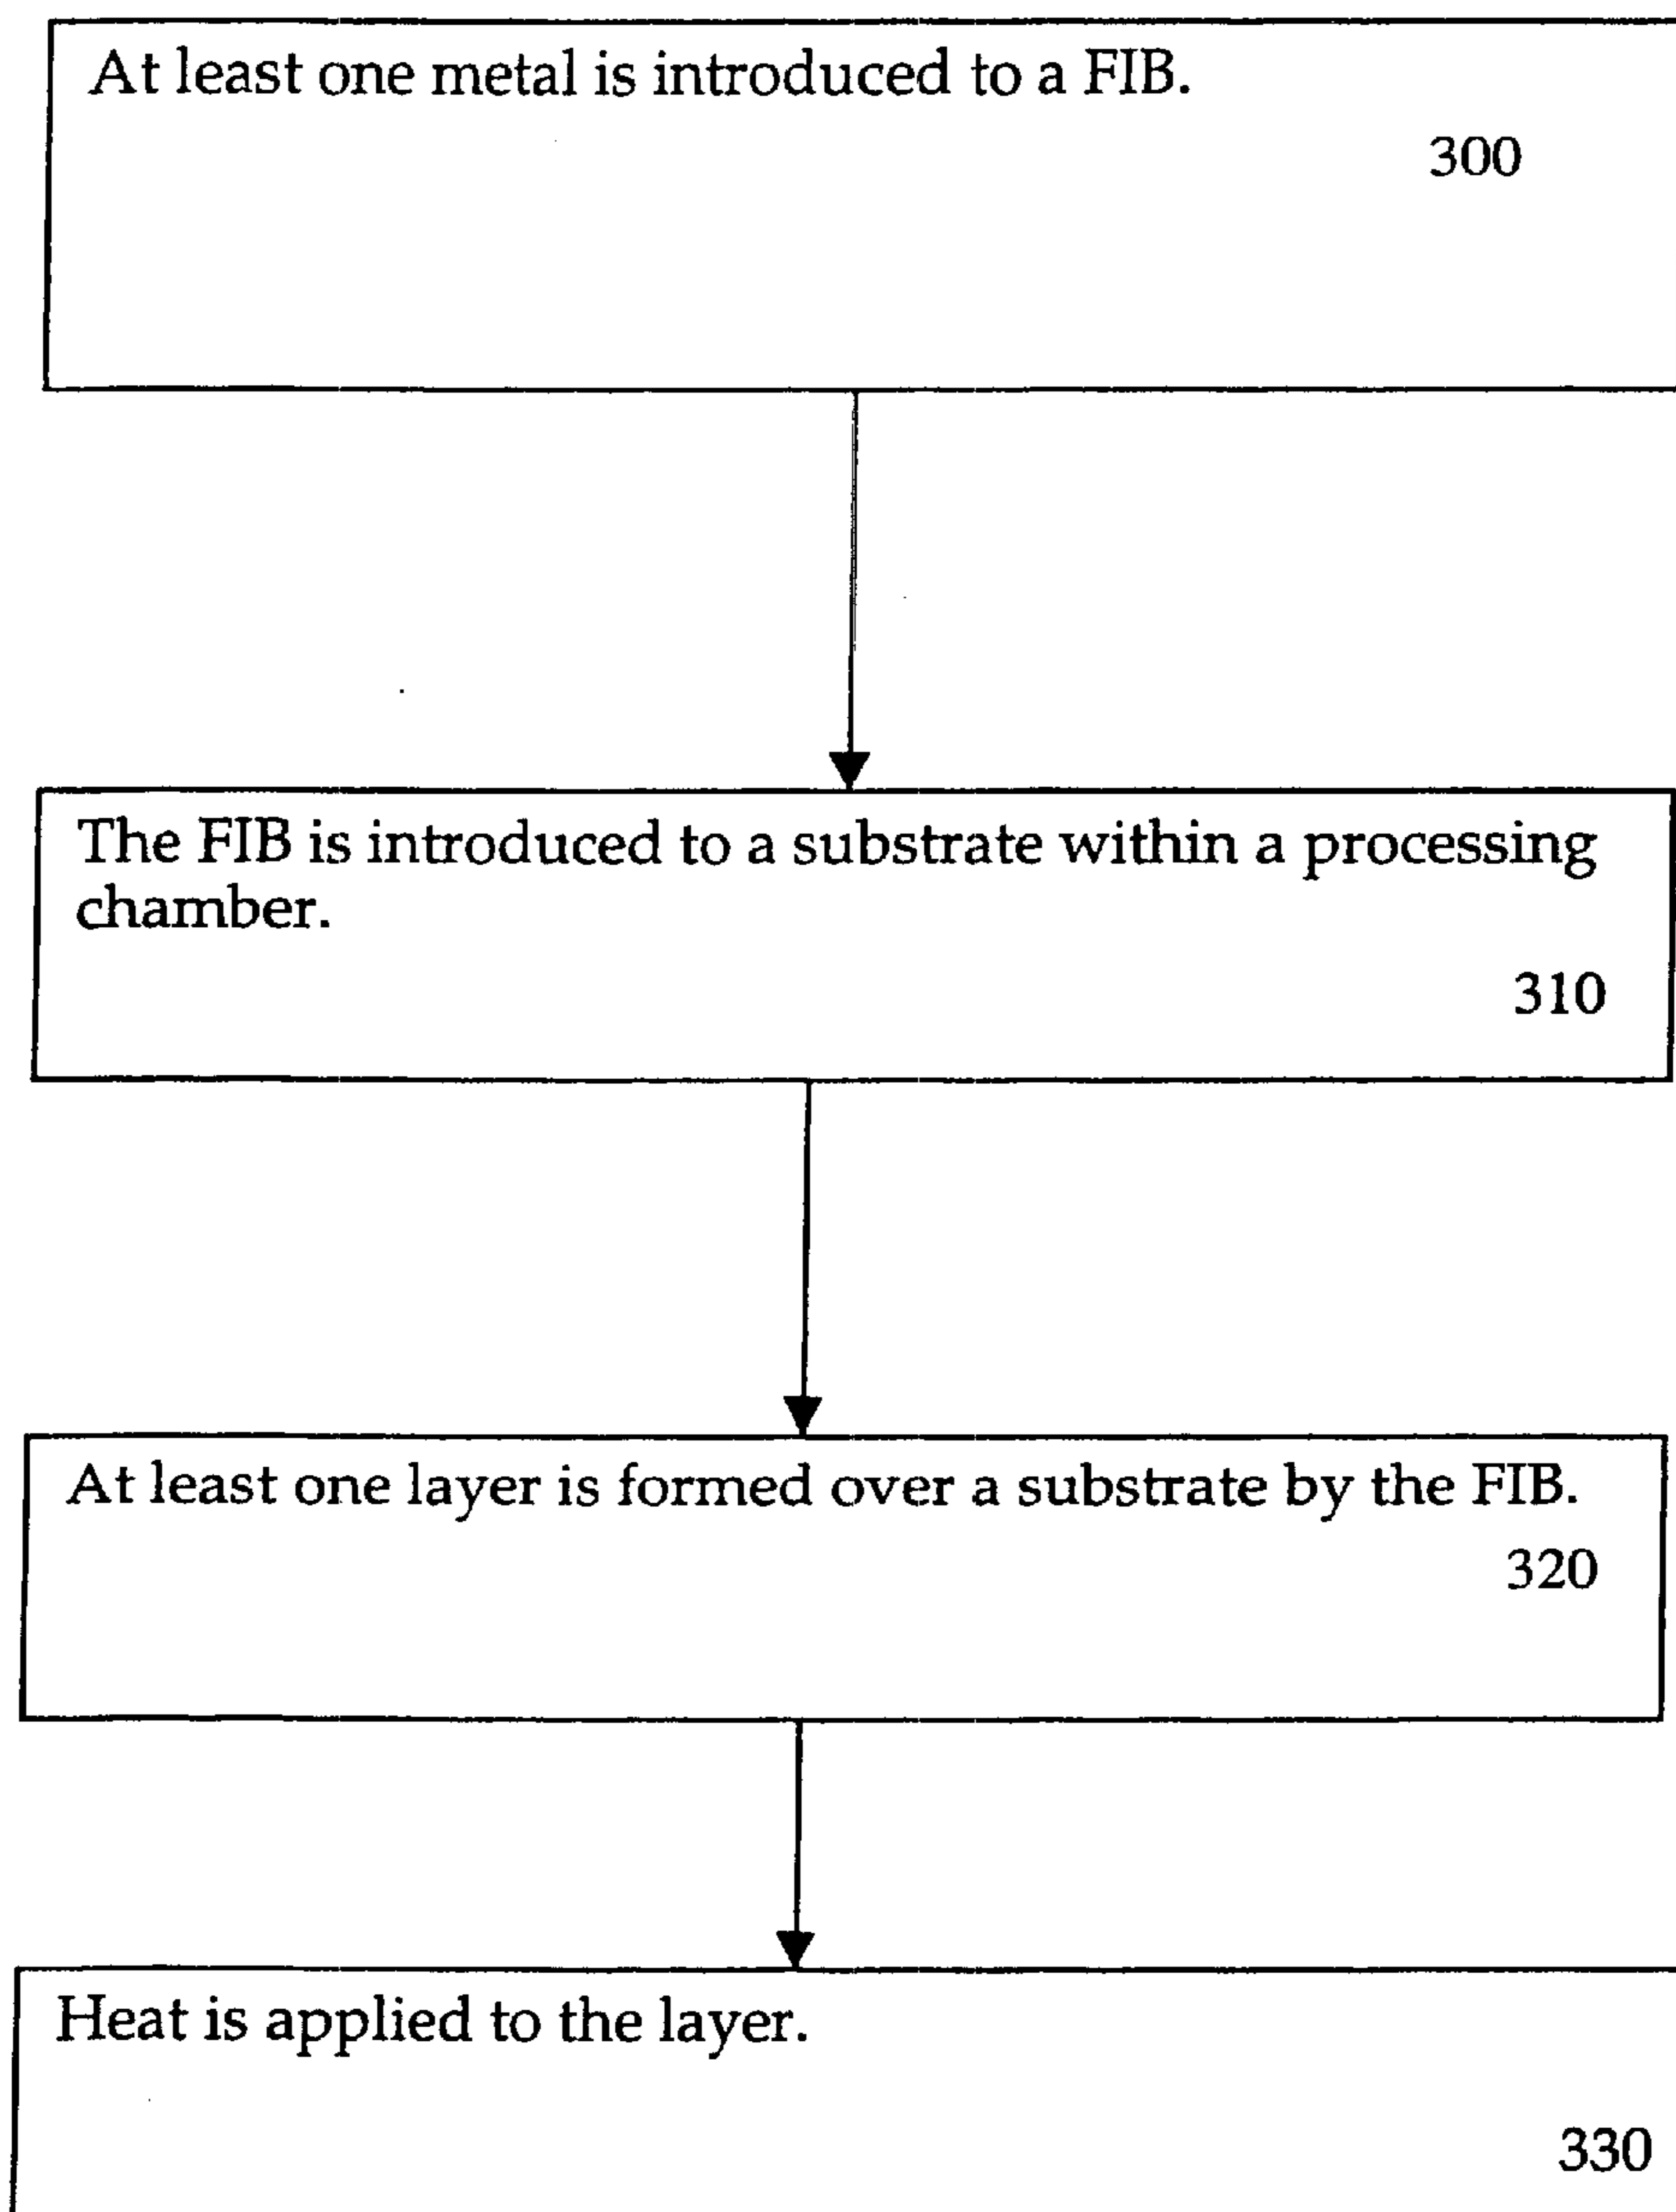 At least one metal is introduced to a FIB.
300
The FIB is introduced to a substrate within a processing
chamber.
310
At least one layer is formed over a substrate by the FIB.
320
Heat is applied to the layer.
330